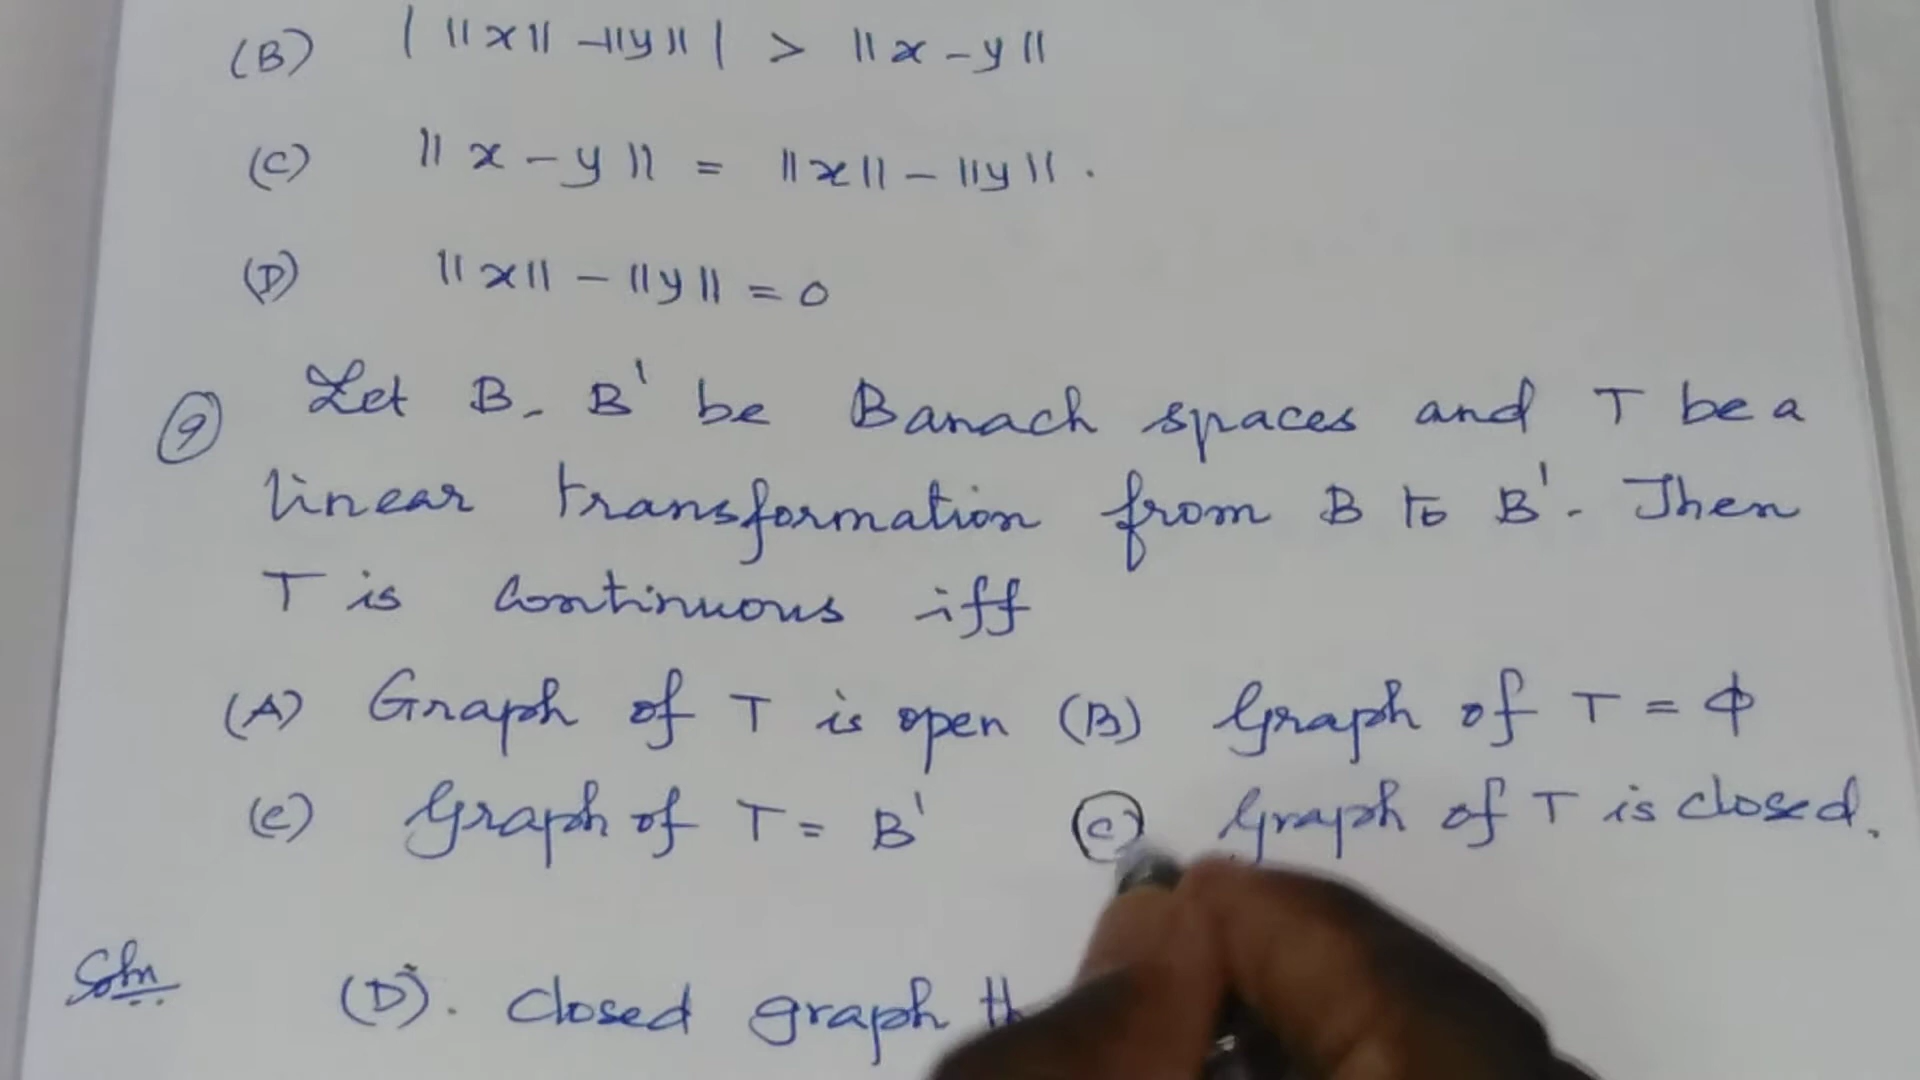 (B) | ||x|| - ||y|| | > ||x - y||
(C) ||x - y|| = ||x|| - ||y|| .
(D) ||x|| - ||y|| = 0
(9) Let B, B' be Banach spaces and T be a
linear transformation from B to B'. Then
T is continuous iff
(A) Graph of T is open (B) Graph of T = ϕ
(C) Graph of T = B' (C) Graph of T is closed.
Soln (D). Closed graph